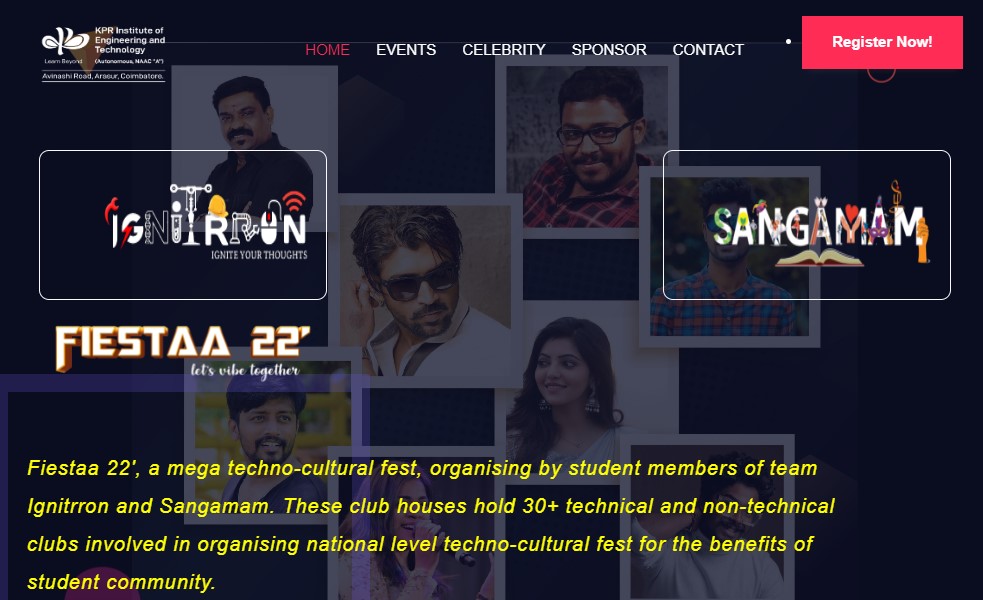 KPR Institute of
Engineering and
Technology
Learn Beyond (Autonomous, NAAC "A")
Avinashi Road, Arasur, Coimbatore.
HOME EVENTS CELEBRITY SPONSOR CONTACT
Register Now!
IGNITRRON
IGNITE YOUR THOUGHTS
SANGAMAM
FIESTAA 22'
let's vibe together
Fiestaa 22', a mega techno-cultural fest, organising by student members of team
Ignitrron and Sangamam. These club houses hold 30+ technical and non-technical
clubs involved in organising national level techno-cultural fest for the benefits of
student community.